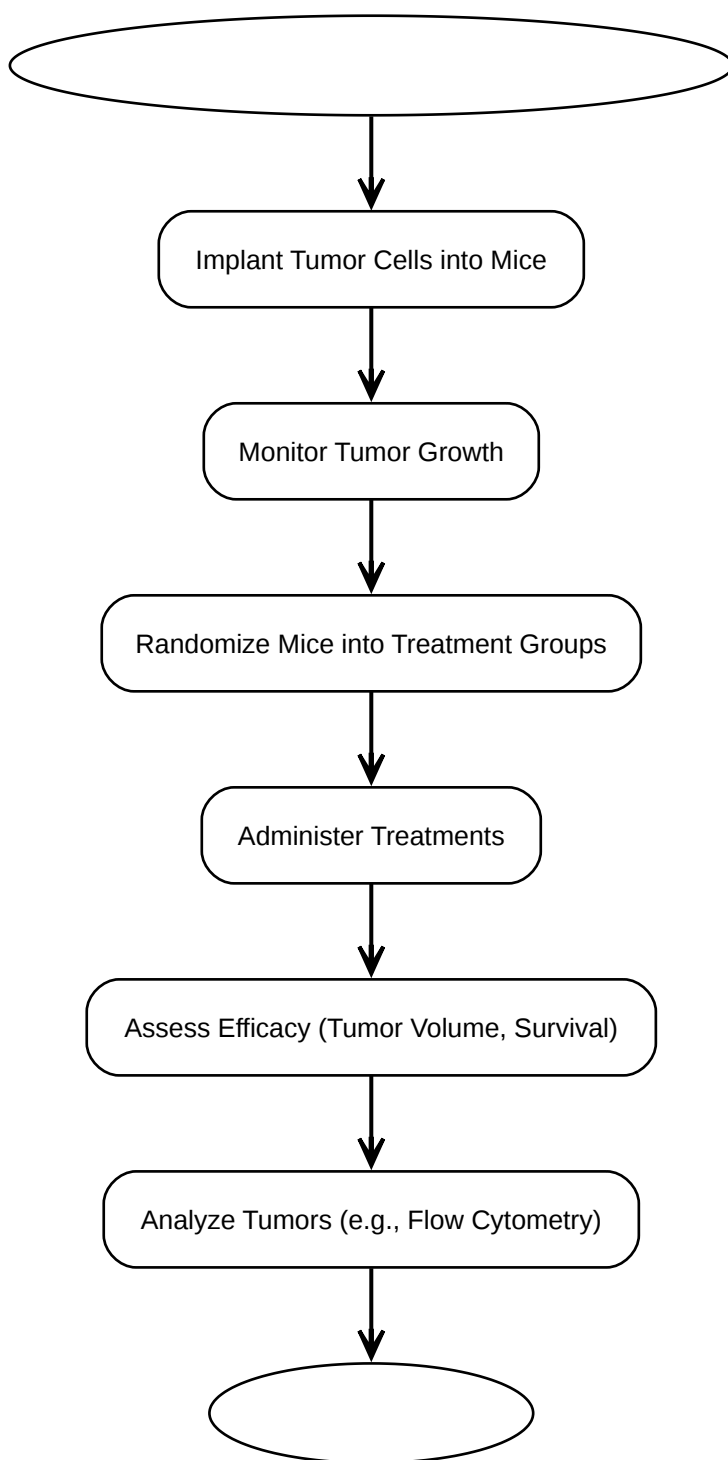 Implant Tumor Cells into Mice
Monitor Tumor Growth
Randomize Mice into Treatment Groups
Administer Treatments
Assess Efficacy (Tumor Volume, Survival)
Analyze Tumors (e.g., Flow Cytometry)